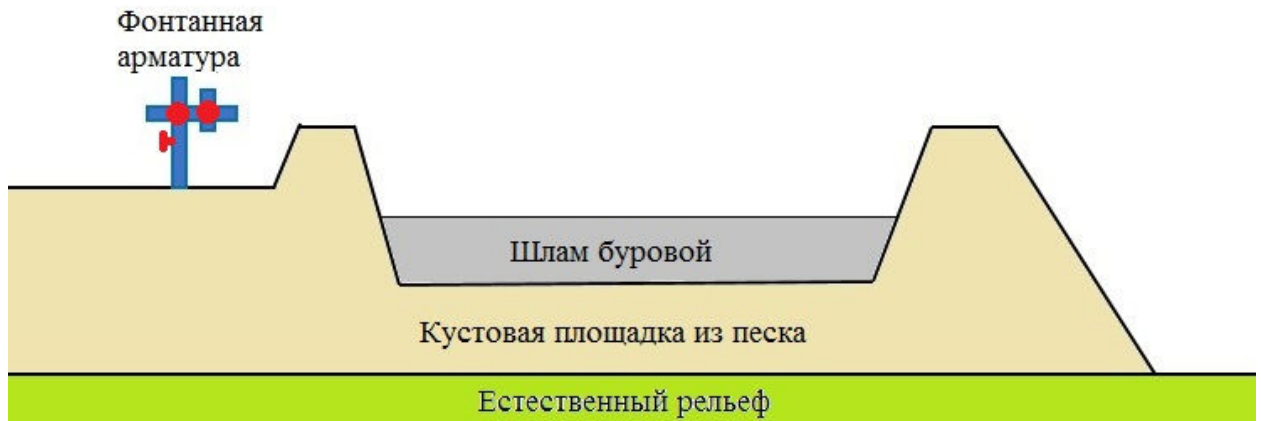 Фонтанная
арматура
Шлам буровой
Кустовая площадка из песка
Естественный рельеф